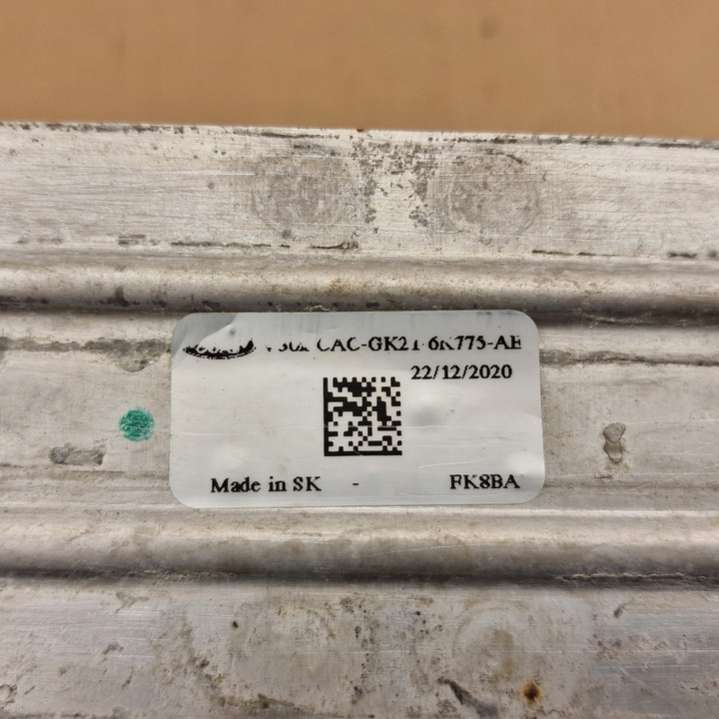 CAC-GK21-6K775-AE
22/12/2020
Made in SK -
FK8BA